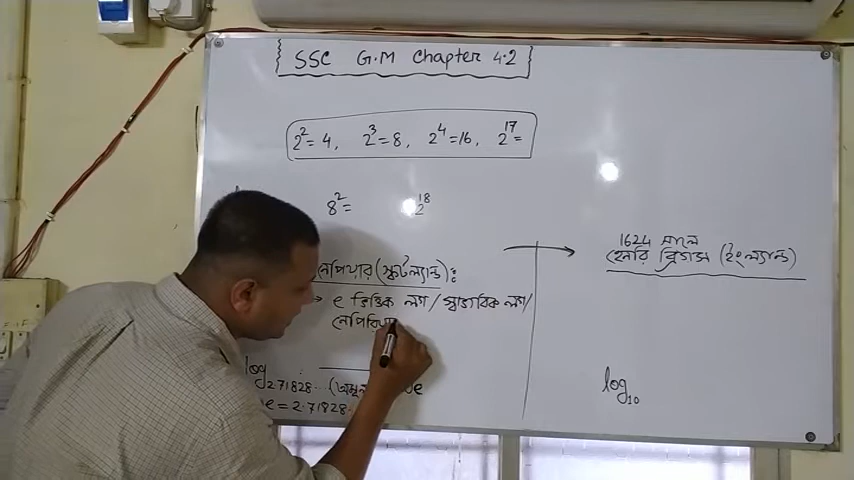 SSC G.M Chapter 4.2
2² = 4, 2³ = 8, 2⁴ = 16, 2¹⁷ =
8² = 2¹⁸
নেপিয়ার (স্কটল্যান্ড):
→ e ভিত্তিক লগ / স্বাভাবিক লগ /
নেপিরিয়
log 2.71828.. e
e = 2.71828
1624 সালে
হেনরি ব্রিগস (ইংল্যান্ড)
log₁₀